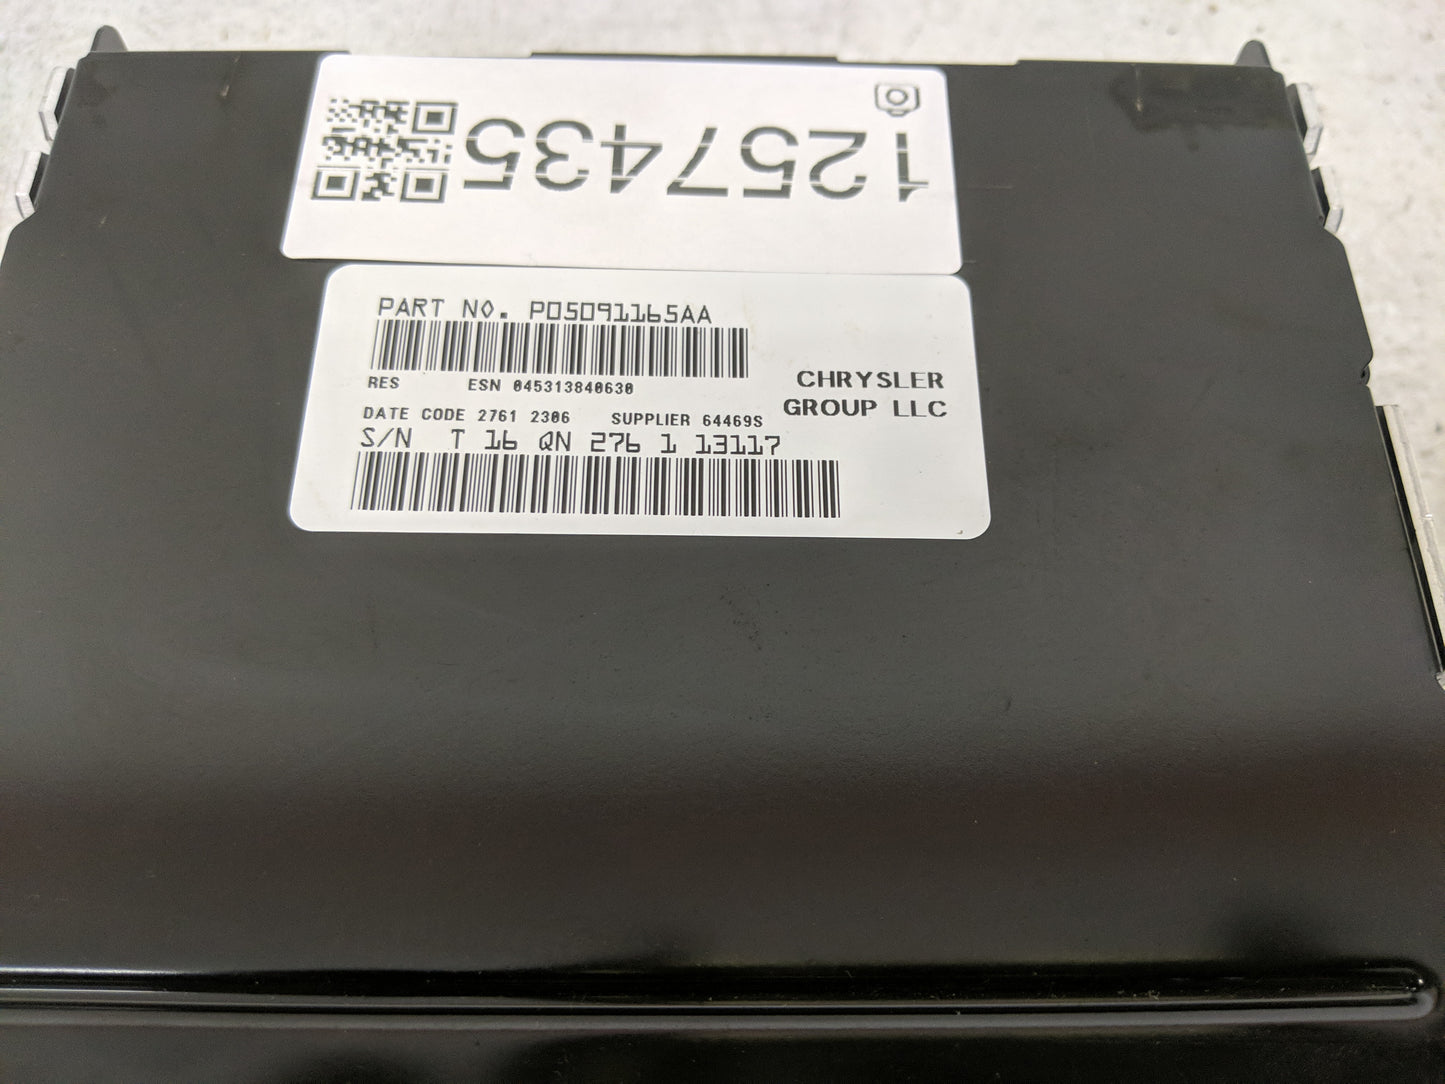 1257435
PART NO. P05091165AA
RES ESN 045313840630
CHRYSLER
GROUP LLC
DATE CODE 2761 2306 SUPPLIER 64469S
S/N T 16 QN 276 1 13117